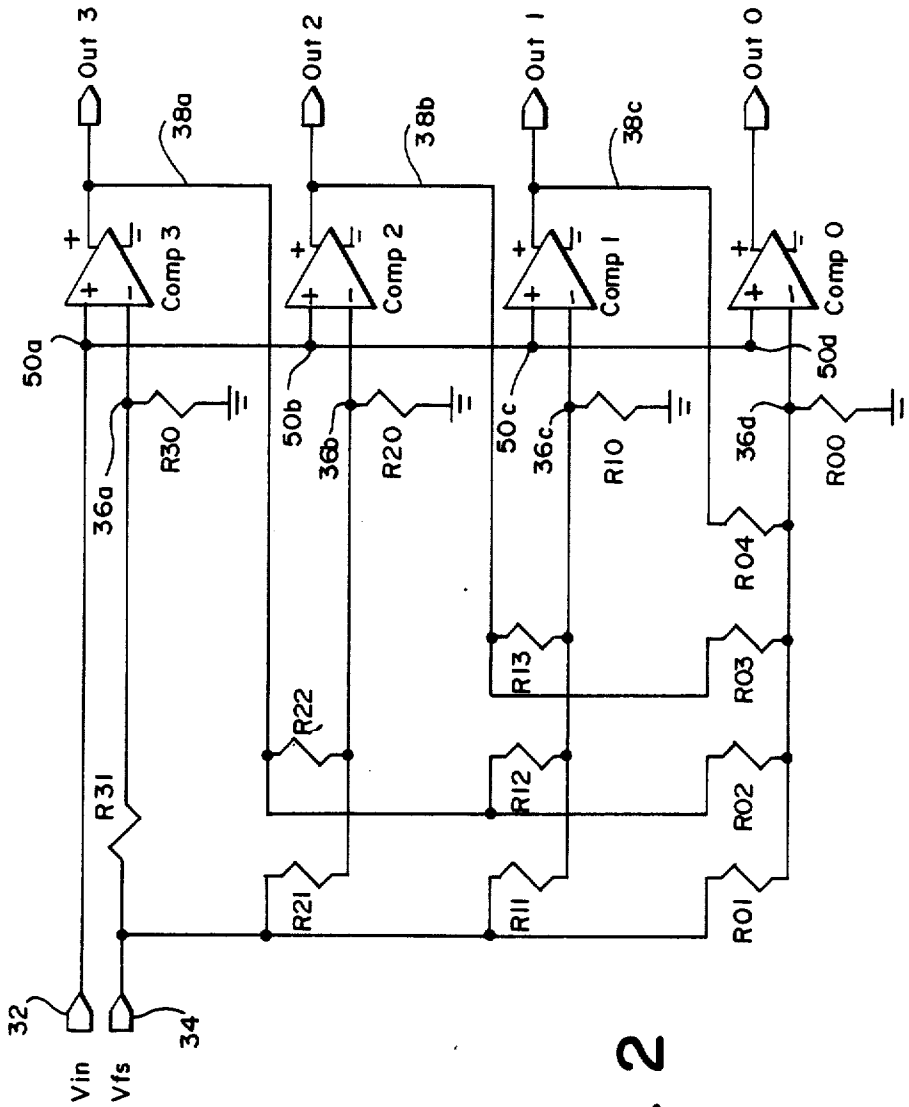 Out 3
Out 2
Out 1
Out 0
38a
38b
38c
+
+
-
Comp 3
+
+
-
Comp 2
+
+
-
Comp 1
+
+
-
Comp 0
50a
50b
50c
50d
36a
36b
36c
36d
R30
R20
R10
R00
R31
R22
R21
R13
R12
R11
R04
R03
R02
R01
32
34
Vin
Vfs
2